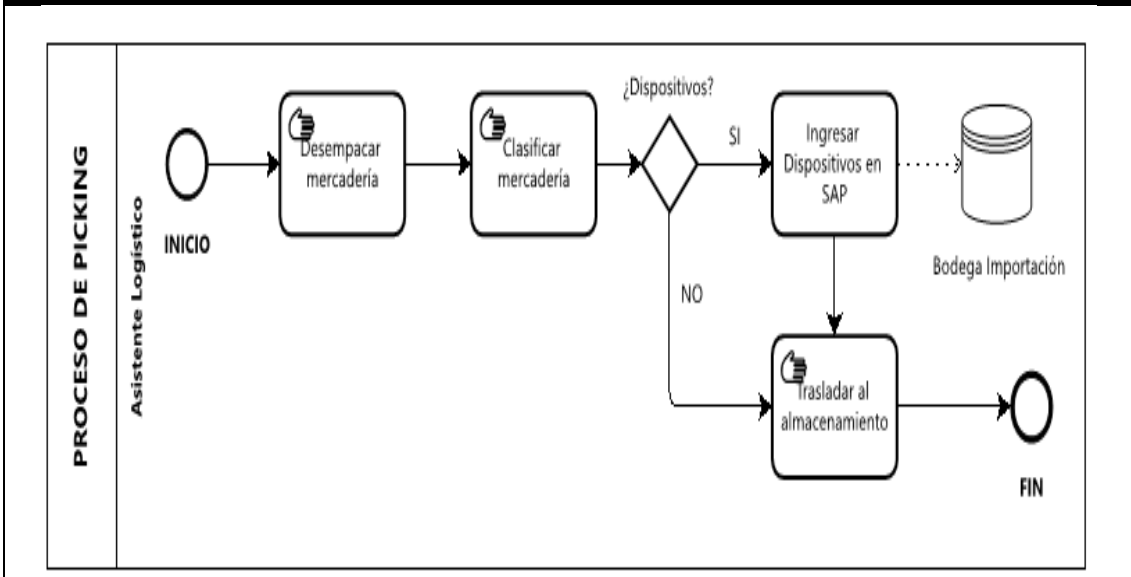 PROCESO DE PICKING
Asistente Logístico
INICIO
Desempacar
mercadería
Clasificar
mercadería
¿Dispositivos?
SI
NO
Ingresar
Dispositivos en
SAP
Bodega Importación
Trasladar al
almacenamiento
FIN